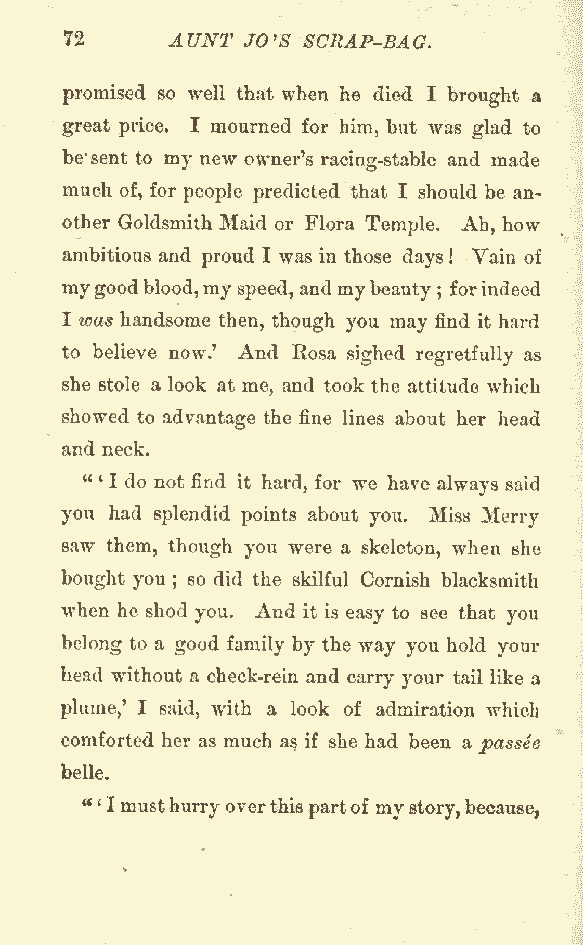 72 AUNT JO'S SCRAP-BAG.
promised so well that when he died I brought a
great price. I mourned for him, but was glad to
be sent to my new owner's racing-stable and made
much of, for people predicted that I should be an-
other Goldsmith Maid or Flora Temple. Ah, how
ambitious and proud I was in those days! Vain of
my good blood, my speed, and my beauty; for indeed
I was handsome then, though you may find it hard
to believe now.' And Rosa sighed regretfully as
she stole a look at me, and took the attitude which
showed to advantage the fine lines about her head
and neck.
"'I do not find it hard, for we have always said
you had splendid points about you. Miss Merry
saw them, though you were a skeleton, when she
bought you; so did the skilful Cornish blacksmith
when he shod you. And it is easy to see that you
belong to a good family by the way you hold your
head without a check-rein and carry your tail like a
plume,' I said, with a look of admiration which
comforted her as much as if she had been a passée
belle.
"'I must hurry over this part of my story, because,